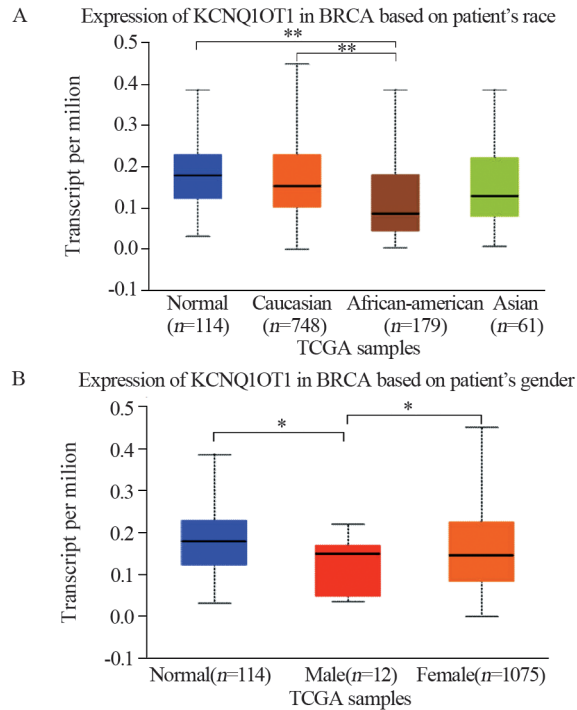 A
Expression of KCNQ1OT1 in BRCA based on patient's race
**
**
Transcript per milion
0.5
0.4
0.3
0.2
0.1
0.0
-0.1
Normal Caucasian African-american Asian
(n=114) (n=748) (n=179) (n=61)
TCGA samples
B
Expression of KCNQ1OT1 in BRCA based on patient's gender
*
*
Transcript per milion
0.5
0.4
0.3
0.2
0.1
0.0
-0.1
Normal(n=114) Male(n=12) Female(n=1075)
TCGA samples